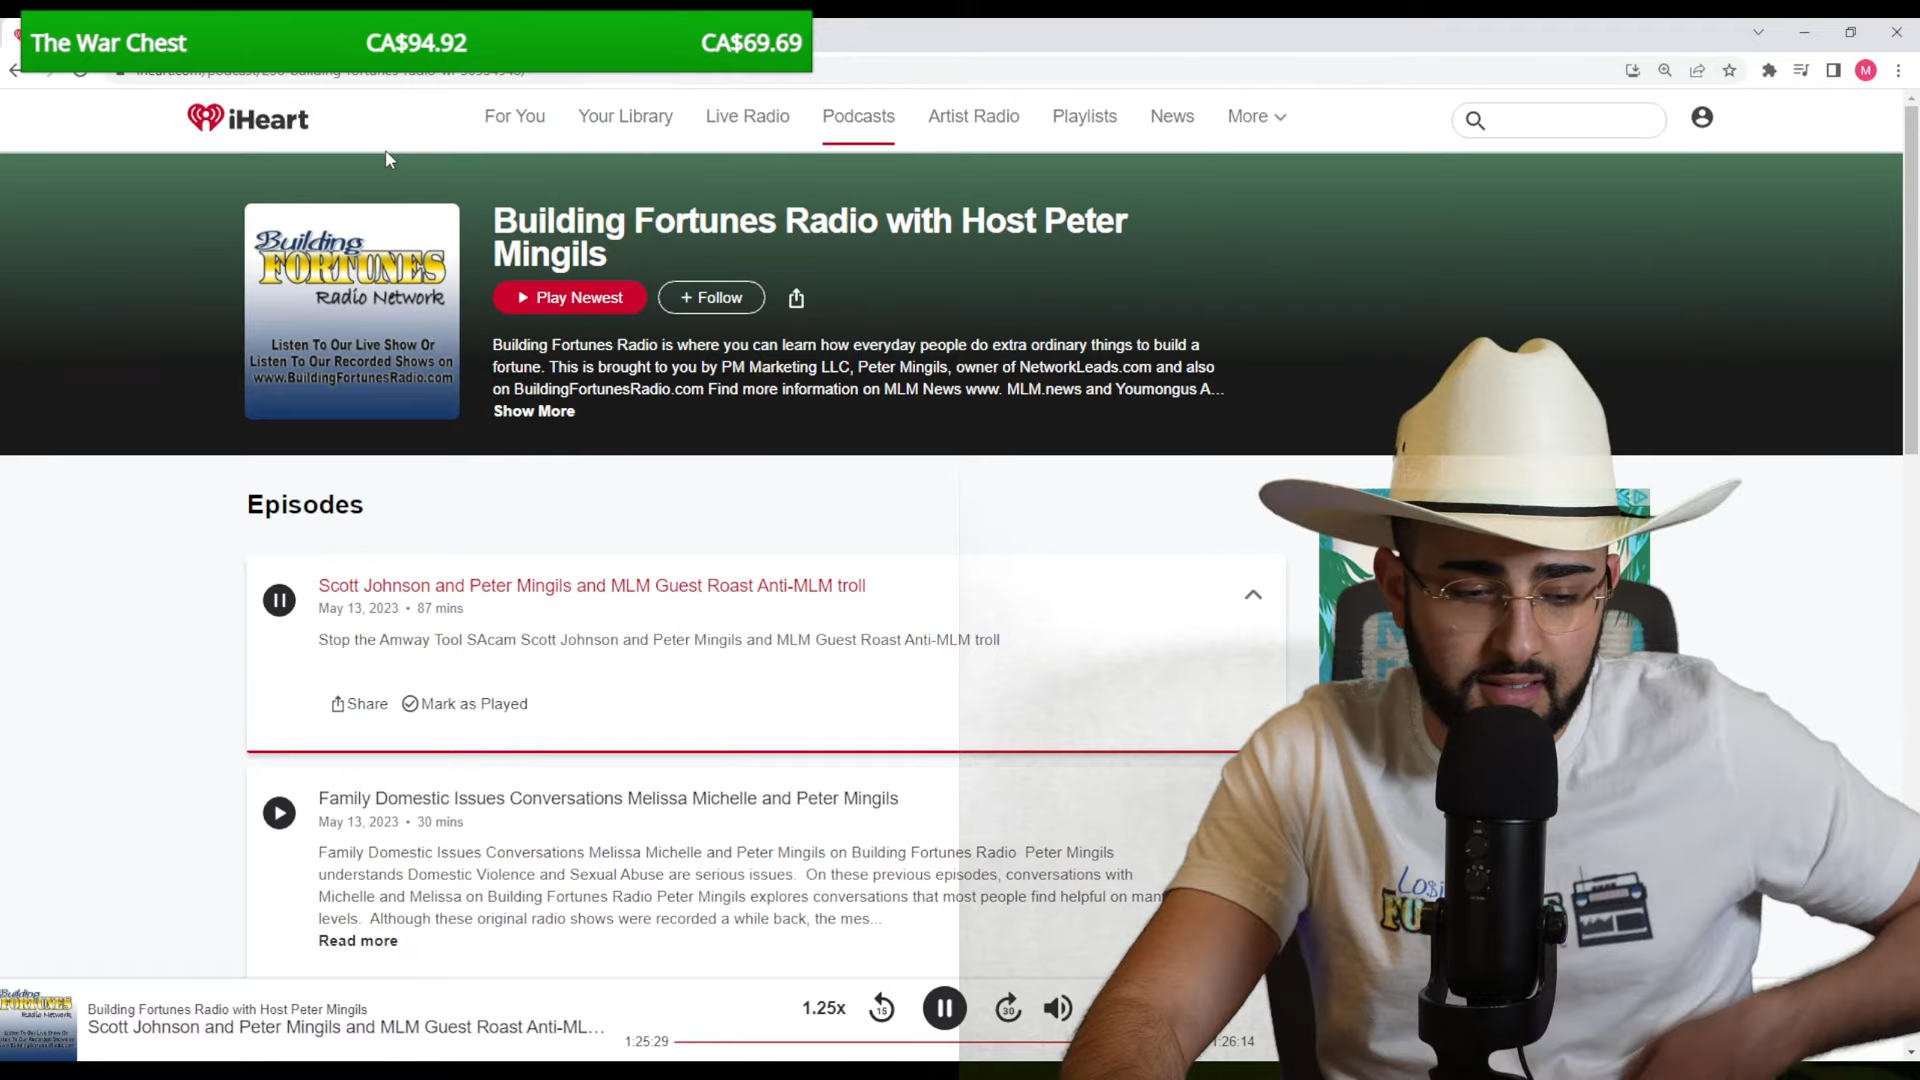 The War Chest CA$94.92 CA$69.69
iHeart
For You Your Library Live Radio Podcasts Artist Radio Playlists News More
M
Building
FORTUNES
Radio Network
Listen To Our Live Show Or
Listen To Our Recorded Shows on
www.BuildingFortunesRadio.com
Building Fortunes Radio with Host Peter
Mingils
Play Newest + Follow
Building Fortunes Radio is where you can learn how everyday people do extra ordinary things to build a
fortune. This is brought to you by PM Marketing LLC, Peter Mingils, owner of NetworkLeads.com and also
on BuildingFortunesRadio.com Find more information on MLM News www. MLM.news and Youmongus A...
Show More
Episodes
Scott Johnson and Peter Mingils and MLM Guest Roast Anti-MLM troll
May 13, 2023 • 87 mins
Stop the Amway Tool SAcam Scott Johnson and Peter Mingils and MLM Guest Roast Anti-MLM troll
Share Mark as Played
Family Domestic Issues Conversations Melissa Michelle and Peter Mingils
May 13, 2023 • 30 mins
Family Domestic Issues Conversations Melissa Michelle and Peter Mingils on Building Fortunes Radio Peter Mingils
understands Domestic Violence and Sexual Abuse are serious issues. On these previous episodes, conversations with
Michelle and Melissa on Building Fortunes Radio Peter Mingils explores conversations that most people find helpful on many
levels. Although these original radio shows were recorded a while back, the mes...
Read more
Building
FORTUNES
Radio Network
Building Fortunes Radio with Host Peter Mingils
Scott Johnson and Peter Mingils and MLM Guest Roast Anti-ML...
1.25x 15 30
1:25:29 1:26:14